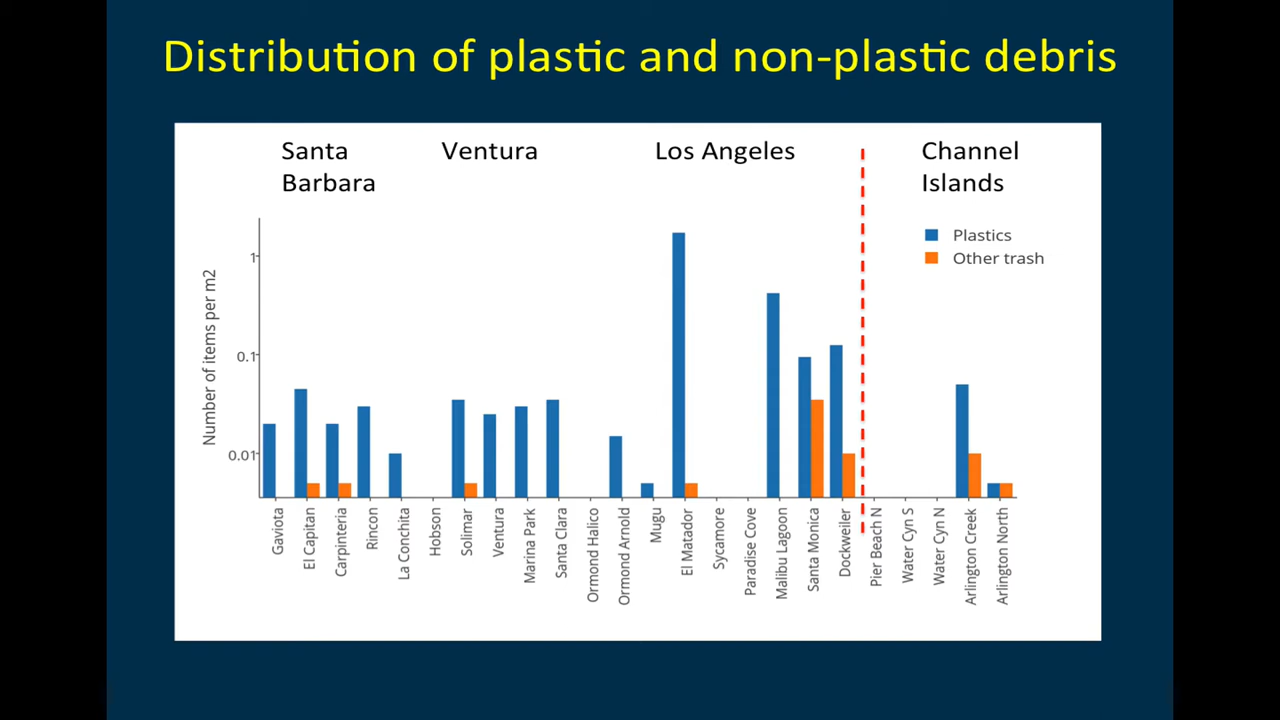 Distribution of plastic and non-plastic debris
Santa
Barbara
Ventura
Los Angeles
Channel
Islands
Plastics
Other trash
Number of items per m2
1
0.1
0.01
Gaviota
El Capitan
Carpinteria
Rincon
La Conchita
Hobson
Solimar
Ventura
Marina Park
Santa Clara
Ormond Halico
Ormond Arnold
Mugu
El Matador
Sycamore
Paradise Cove
Malibu Lagoon
Santa Monica
Dockweiler
Pier Beach N
Water Cyn S
Water Cyn N
Arlington Creek
Arlington North